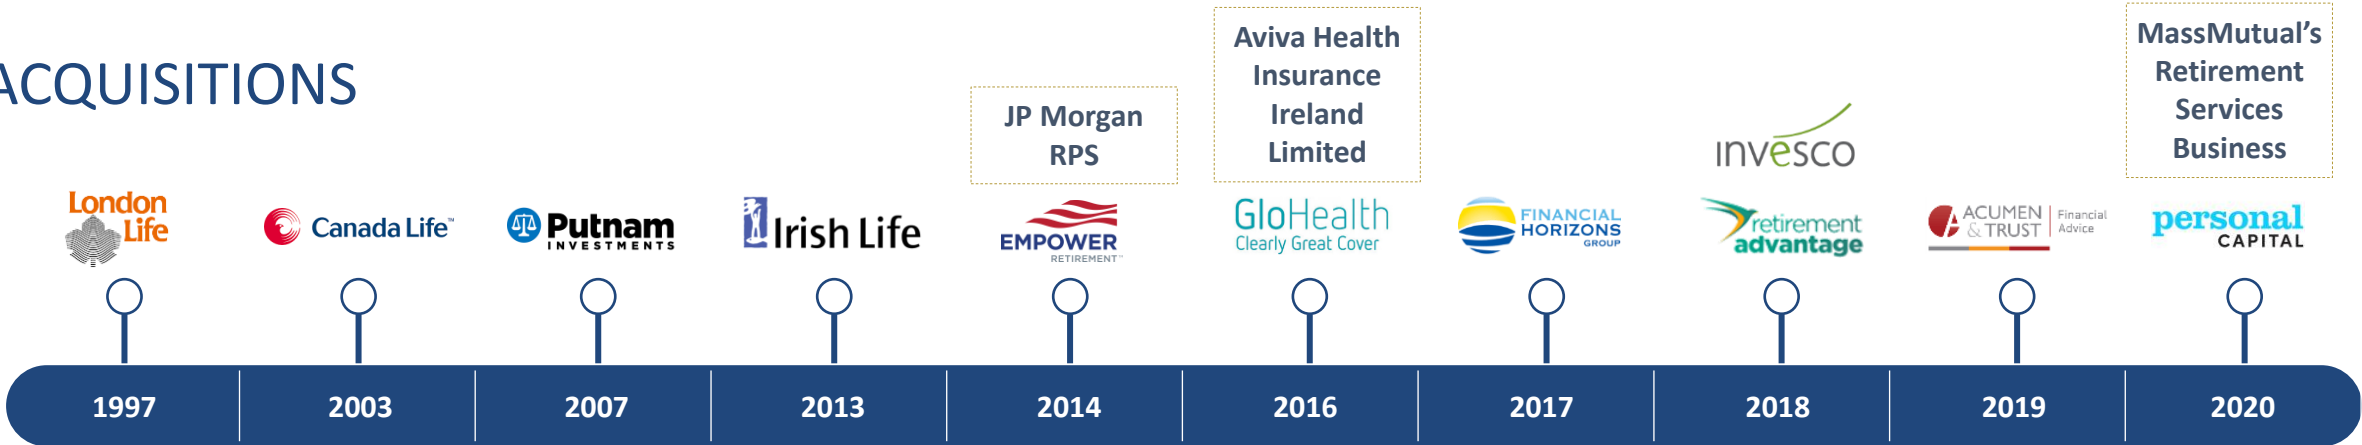 ACQUISITIONS
London
Life
Canada Life™
Putnam
INVESTMENTS
Irish Life
JP Morgan
RPS
EMPOWER
RETIREMENT™
Aviva Health
Insurance
Ireland
Limited
GloHealth
Clearly Great Cover
FINANCIAL
HORIZONS
GROUP
invesco
retirement
advantage
ACUMEN
& TRUST
Financial
Advice
MassMutual's
Retirement
Services
Business
personal
CAPITAL
1997
2003
2007
2013
2014
2016
2017
2018
2019
2020